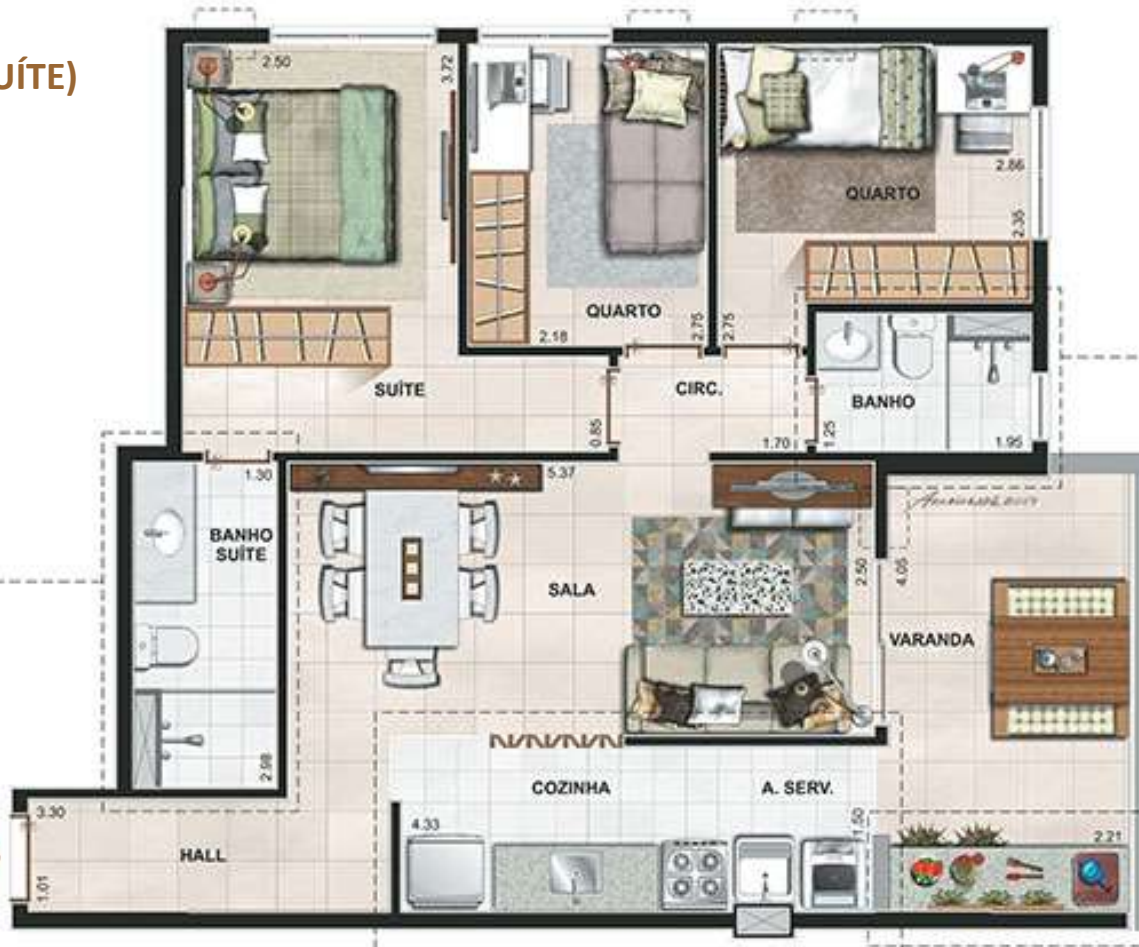 UÍTE)
2.50
3.72
2.86
QUARTO
2.35
QUARTO
2.18
2.75
2.75
SUÍTE
CIRC.
BANHO
0.85
1.70
1.25
1.95
1.30
5.37
BANHO
SUÍTE
SALA
2.50
4.05
VARANDA
2.98
COZINHA
A. SERV.
3.30
4.33
1.50
2.21
HALL
1.01